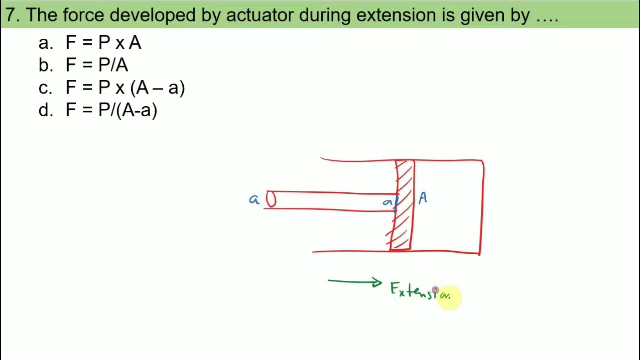 7. The force developed by actuator during extension is given by ….
a. F = P x A
b. F = P/A
c. F = P x (A – a)
d. F = P/(A-a)
a a A
Extension